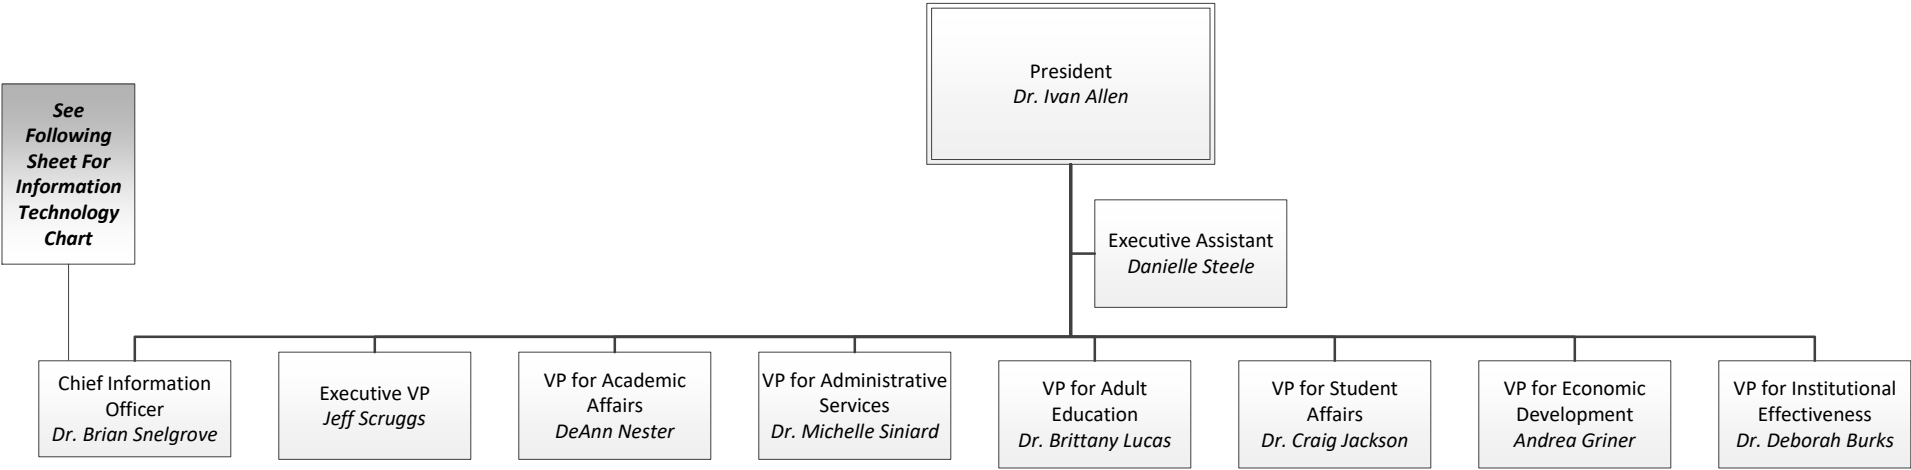 President
Dr. Ivan Allen
See
Following
Sheet For
Information
Technology
Chart
Executive Assistant
Danielle Steele
Chief Information
Officer
Dr. Brian Snelgrove
Executive VP
Jeff Scruggs
VP for Academic
Affairs
DeAnn Nester
VP for Administrative
Services
Dr. Michelle Siniard
VP for Adult
Education
Dr. Brittany Lucas
VP for Student
Affairs
Dr. Craig Jackson
VP for Economic
Development
Andrea Griner
VP for Institutional
Effectiveness
Dr. Deborah Burks